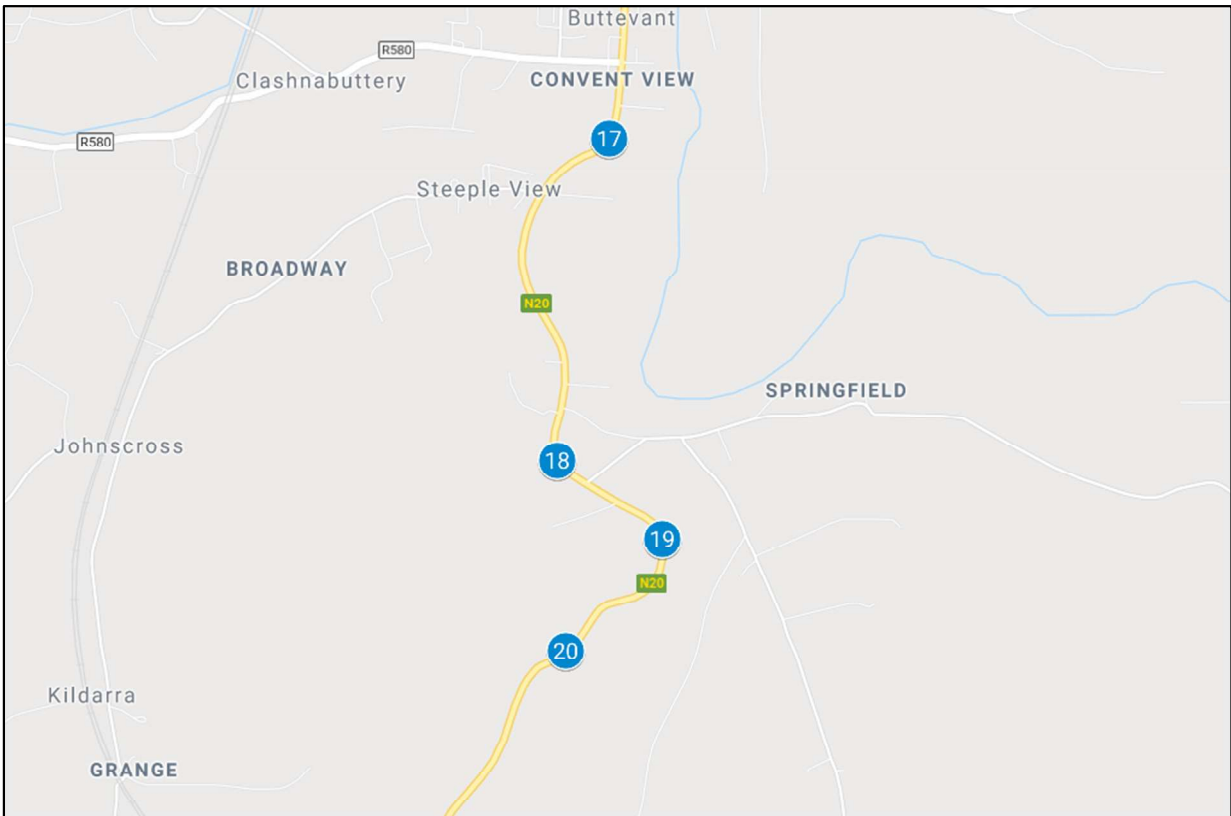 Buttevant
R580
Clashnabuttery
CONVENT VIEW
R580
17
Steeple View
BROADWAY
N20
SPRINGFIELD
Johnscross
18
19
N20
20
Kildarra
GRANGE